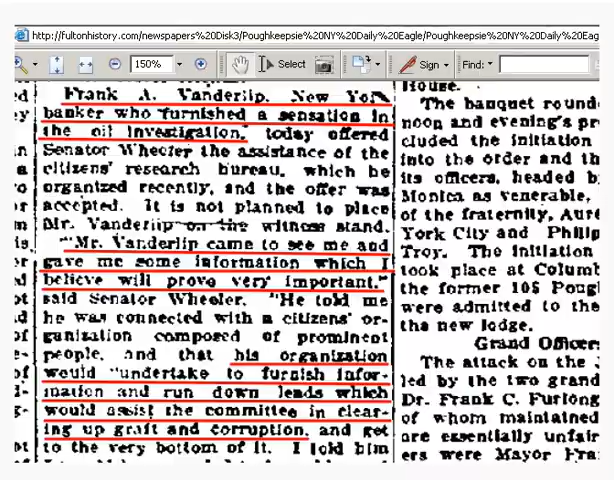 http://fultonhistory.com/newspapers%20Disk3/Poughkeepsie%20NY%20Daily%20Eagle/Poughkeepsie%20NY%20Daily%20Eag
150%
Select
Sign
Find:
Frank A. Vanderlip, New York
banker who furnished a sensation in
the oil investigation, today offered
Senator Wheeler the assistance of the
citizens' research bureau, which be
organized recently, and the offer was
accepted. It is not planned to place
Mr. Vanderlip on the witness stand.
"Mr. Vanderlip came to see me and
gave me some information which I
believe will prove very important,"
said Senator Wheeler. "He told me
he was connected with a citizens' or-
ganization composed of prominent
people, and that his organization
would "undertake to furnish infor-
mation and run down leads which
would assist the committee in clear-
ing up graft and corruption, and get
to the very bottom of it. I told him
House.
The banquet round
noon and evening's pr
cluded the initiation
into the order and th
its officers, headed b
Monica as venerable,
of the fraternity, Aure
York City and Philip
Troy. The initiation
took place at Columb
the former 105 Pough
were admitted to the
the new lodge.
Grand Officers
The attack on the
led by the two grand
Dr. Frank C. Furlong
of whom maintained
are essentially unfair
ers were Mayor Fra